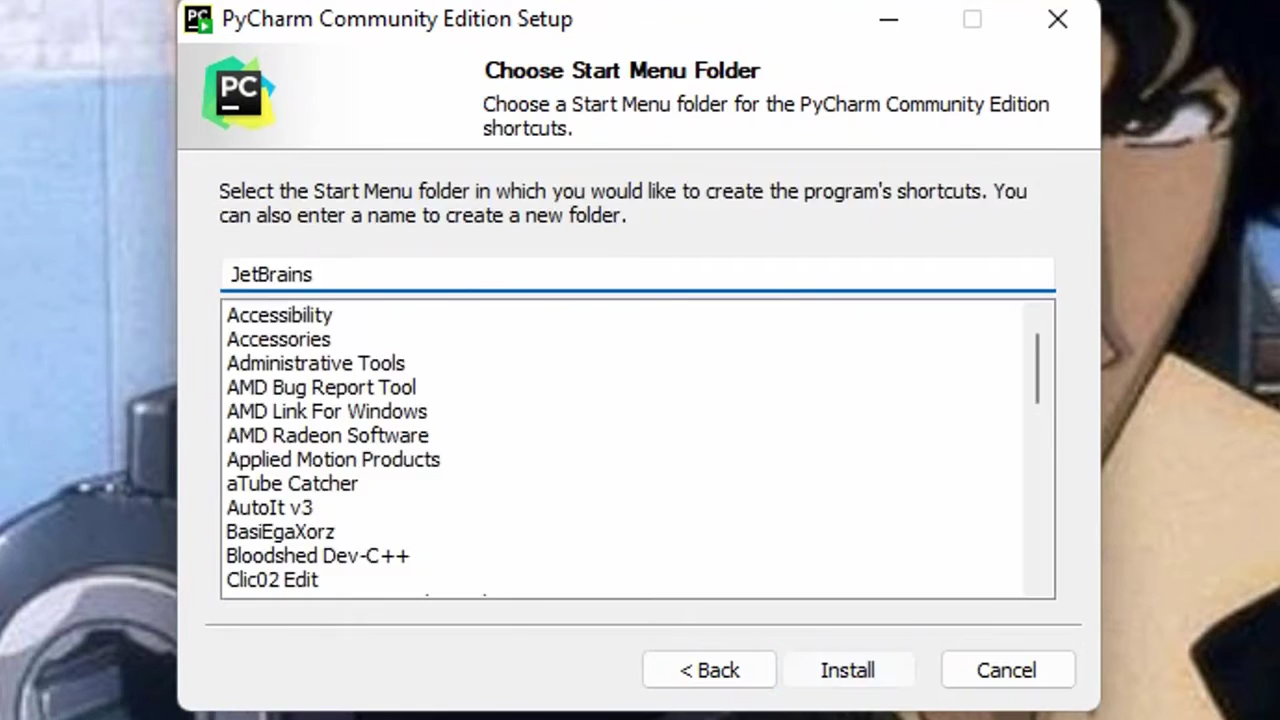 PyCharm Community Edition Setup
PC
Choose Start Menu Folder
Choose a Start Menu folder for the PyCharm Community Edition
shortcuts.
Select the Start Menu folder in which you would like to create the program's shortcuts. You
can also enter a name to create a new folder.
JetBrains
Accessibility
Accessories
Administrative Tools
AMD Bug Report Tool
AMD Link For Windows
AMD Radeon Software
Applied Motion Products
aTube Catcher
AutoIt v3
BasiEgaXorz
Bloodshed Dev-C++
Clic02 Edit
< Back
Install
Cancel